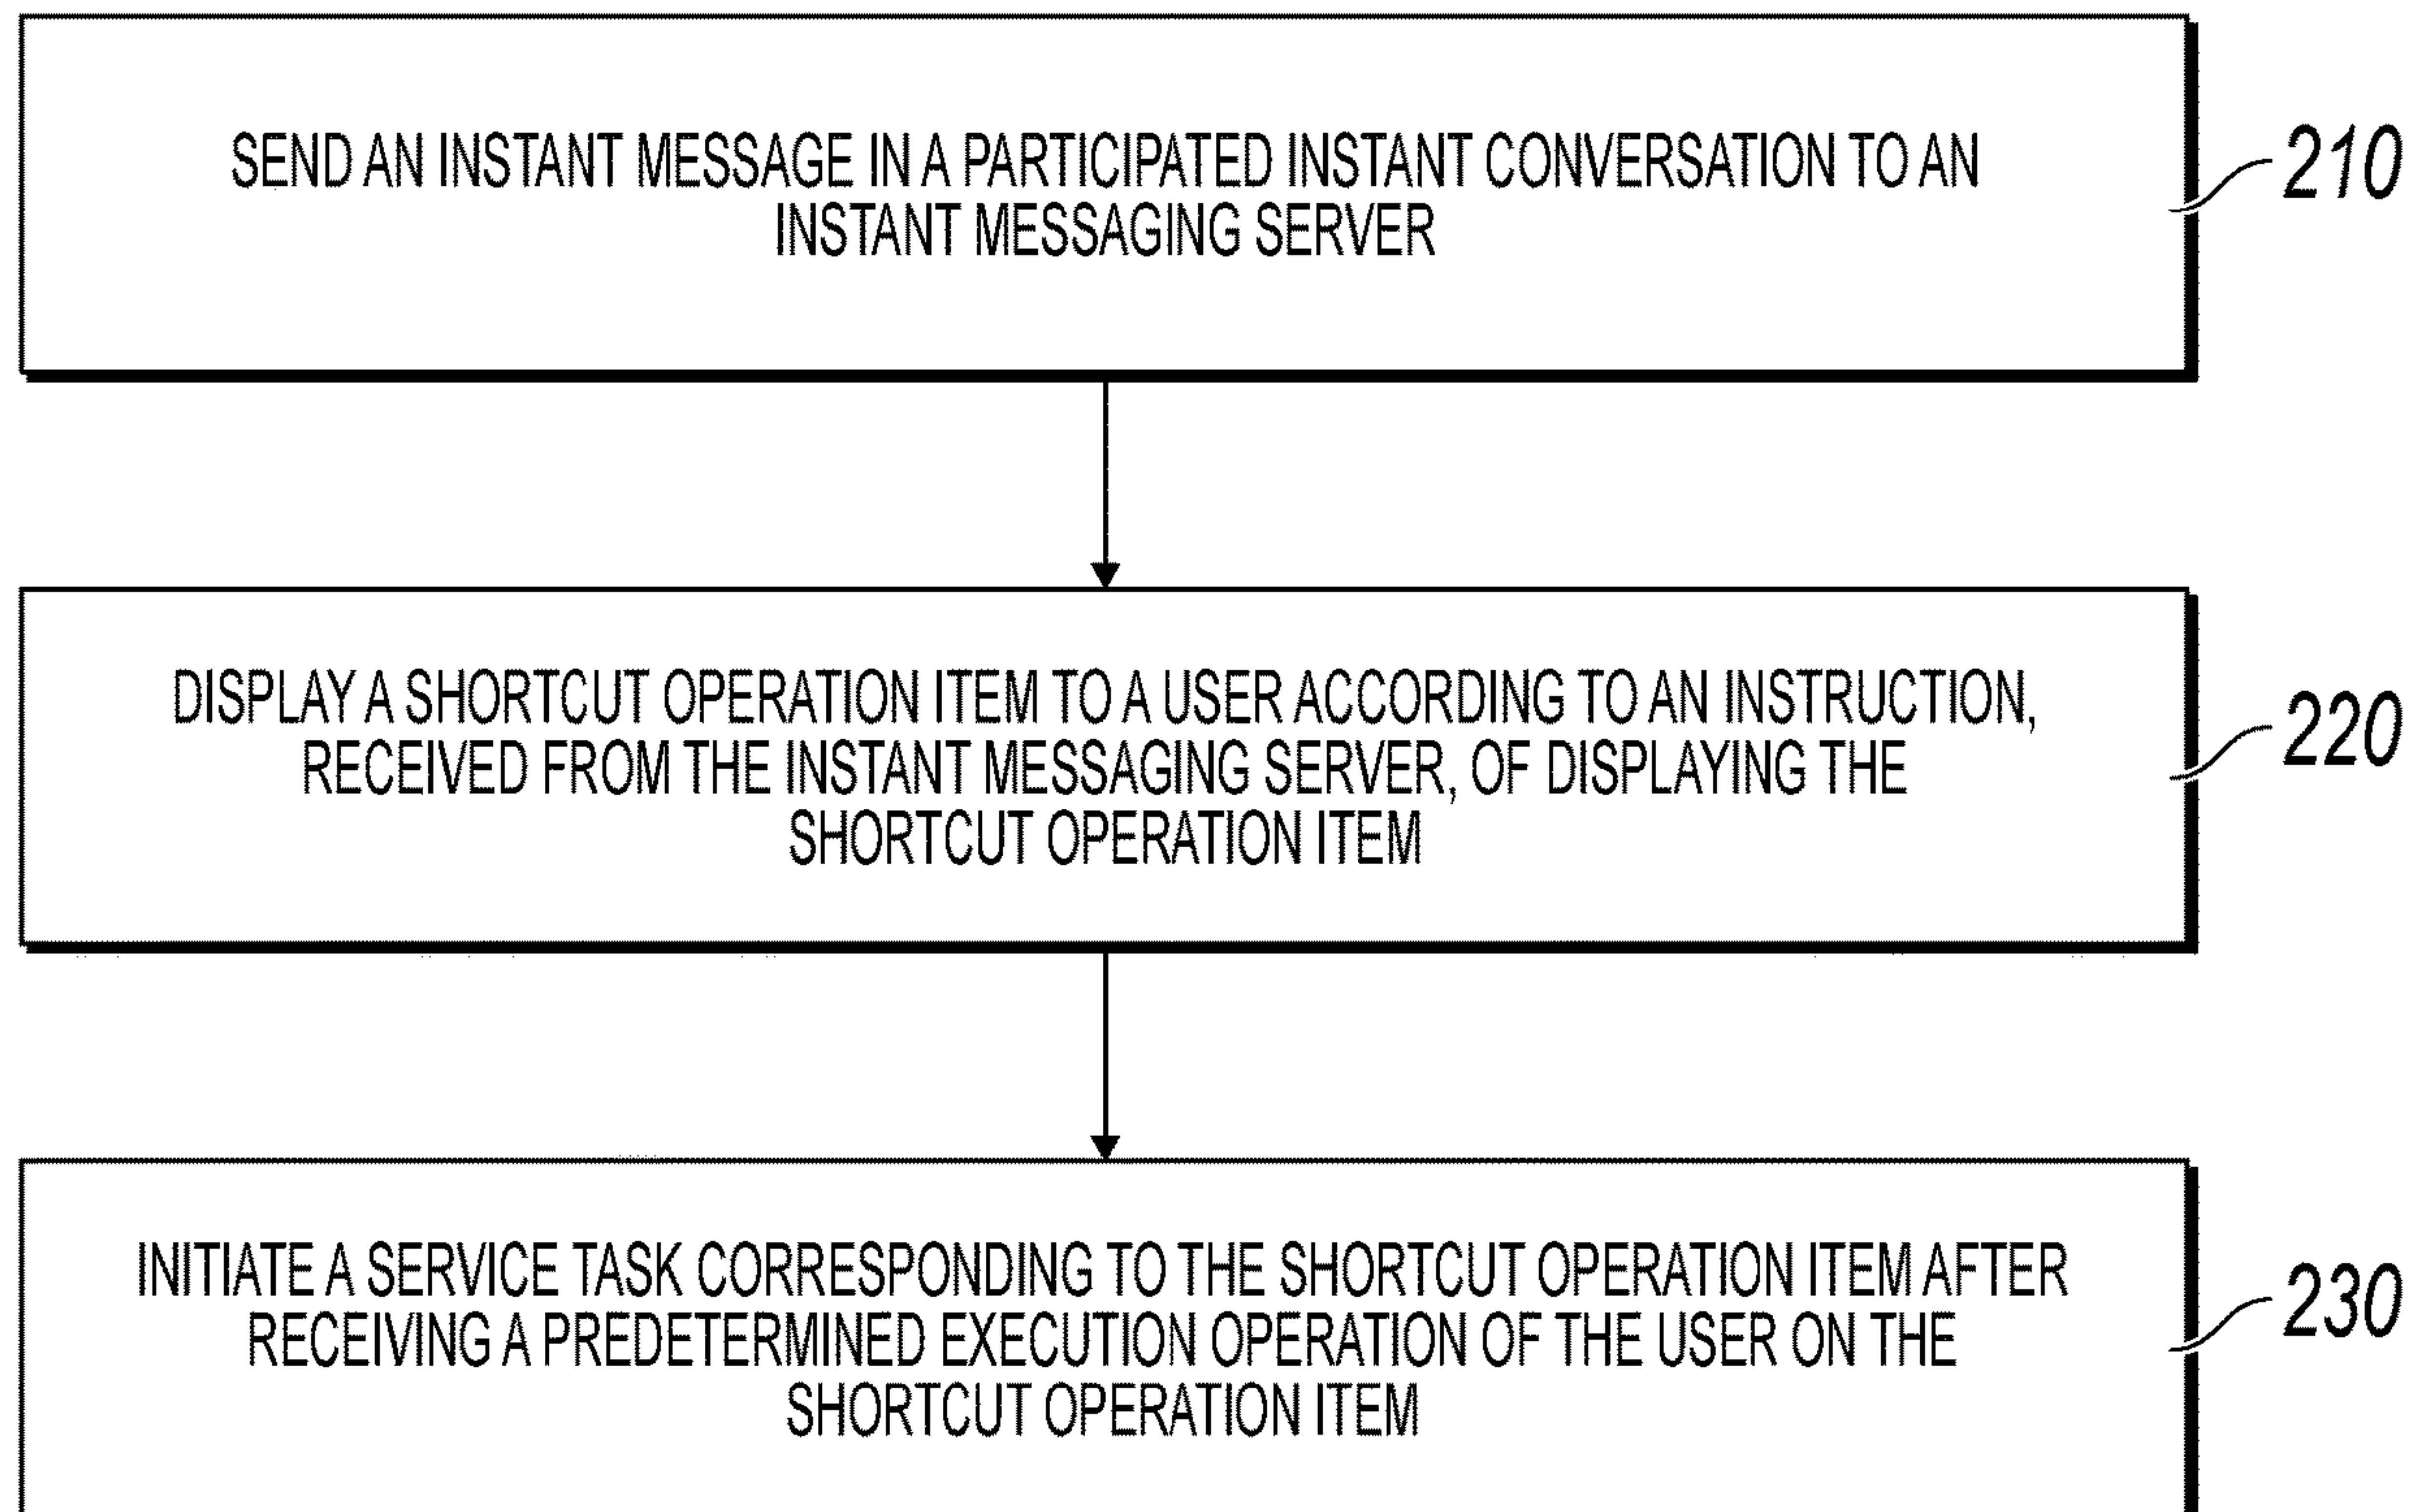 SEND AN INSTANT MESSAGE IN A PARTICIPATED INSTANT CONVERSATION TO AN
INSTANT MESSAGING SERVER
210
DISPLAY A SHORTCUT OPERATION ITEM TO A USER ACCORDING TO AN INSTRUCTION,
RECEIVED FROM THE INSTANT MESSAGING SERVER, OF DISPLAYING THE
SHORTCUT OPERATION ITEM
220
INITIATE A SERVICE TASK CORRESPONDING TO THE SHORTCUT OPERATION ITEM AFTER
RECEIVING A PREDETERMINED EXECUTION OPERATION OF THE USER ON THE
SHORTCUT OPERATION ITEM
230